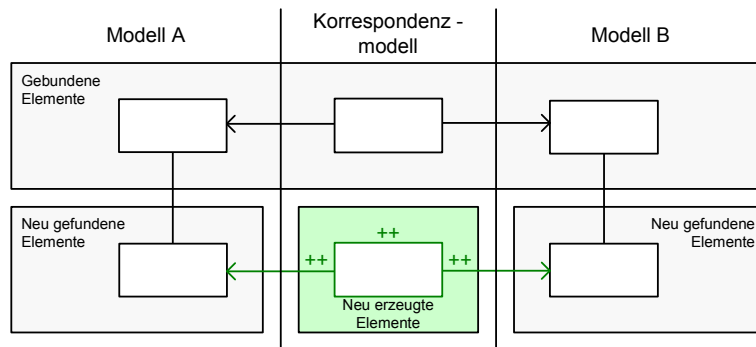 Modell A
Korrespondenz -
modell
Modell B
Gebundene
Elemente
Neu gefundene
Elemente
++
++
++
Neu erzeugte
Elemente
Neu gefundene
Elemente